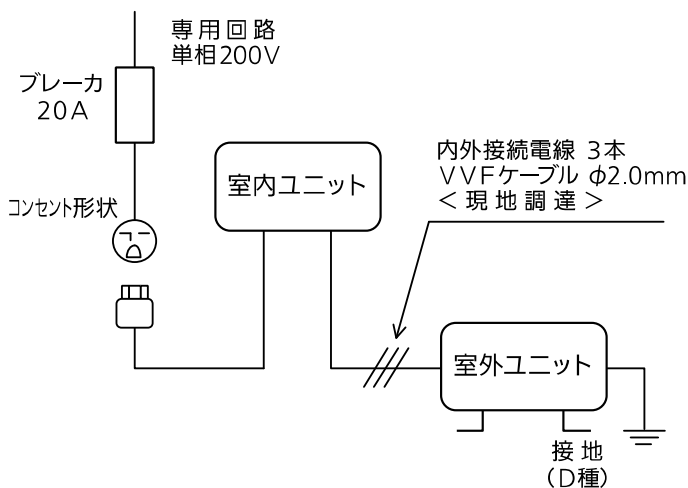 専用回路
単相200V
ブレーカ
20A
コンセント形状
室内ユニット
内外接続電線 3本
VVFケーブル φ2.0mm
<現地調達>
室外ユニット
接地
(D種)